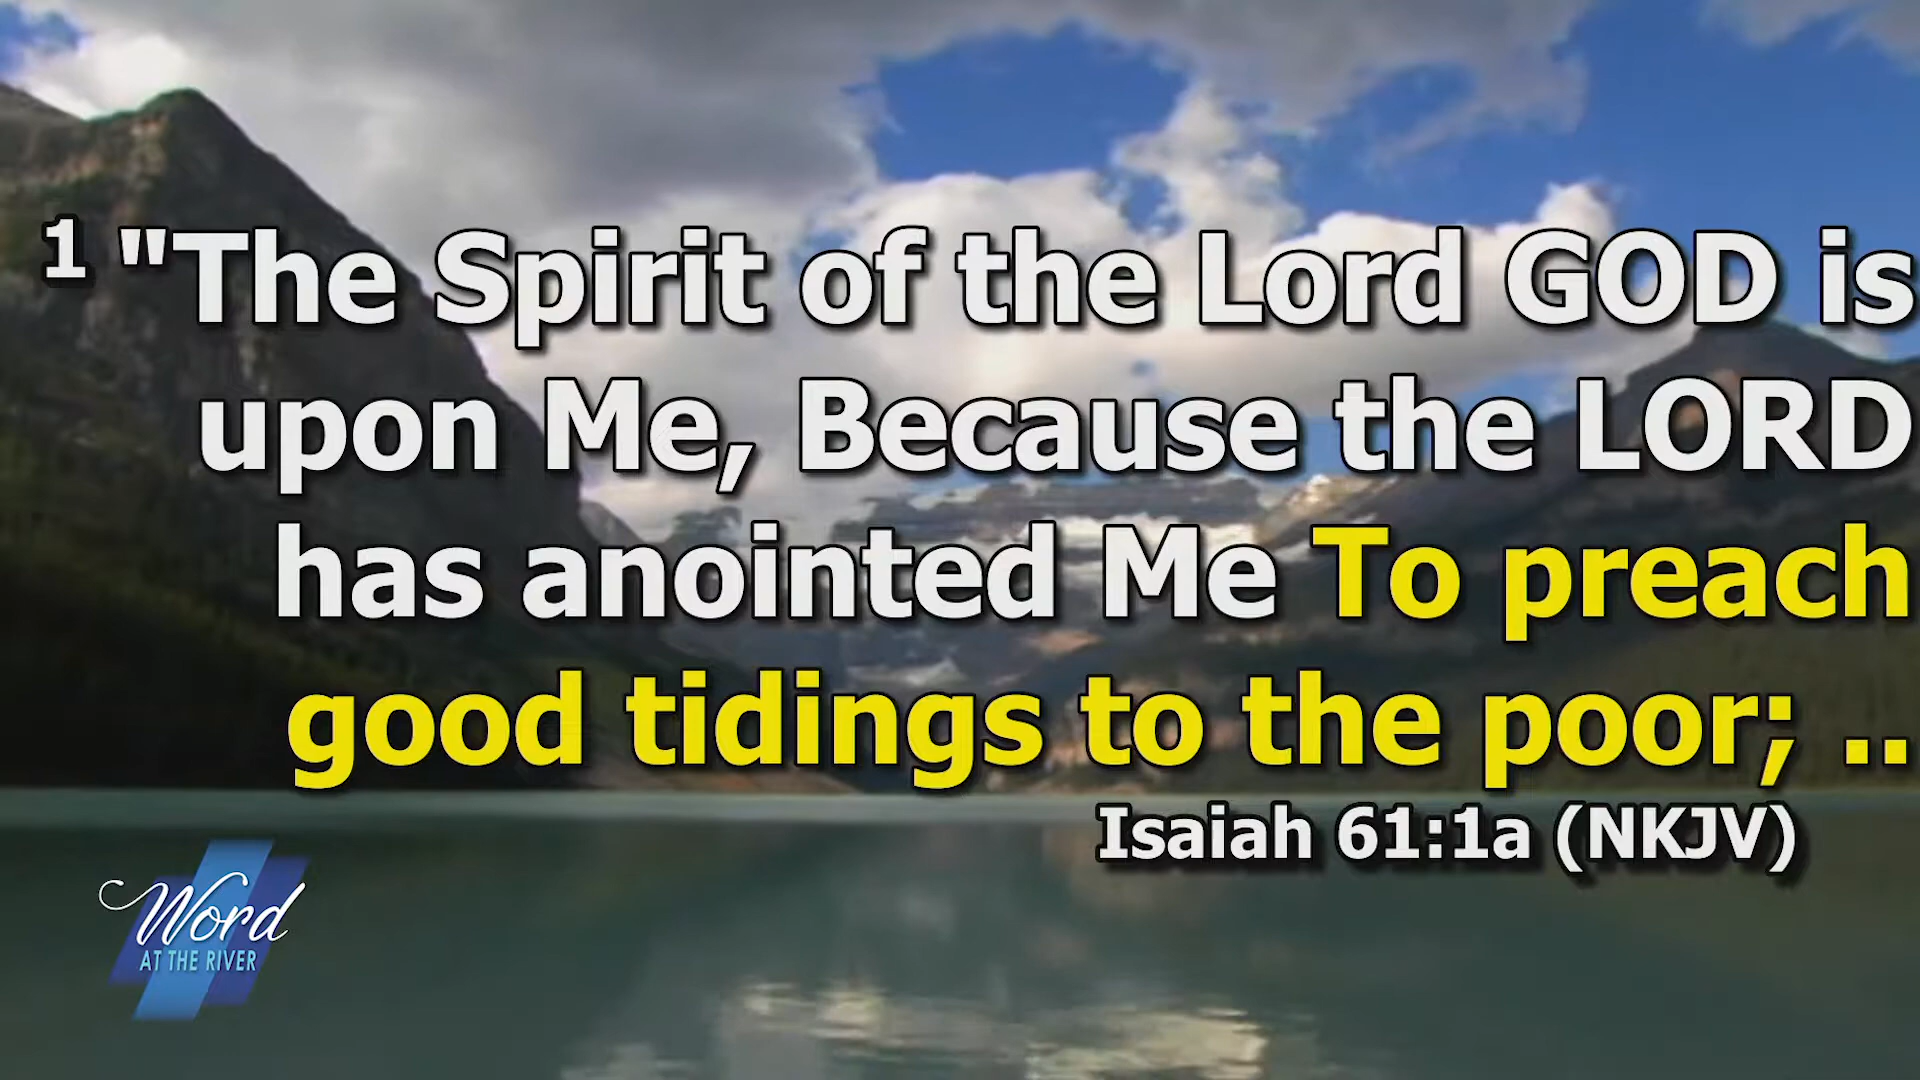 1 "The Spirit of the Lord GOD is
upon Me, Because the LORD
has anointed Me To preach
good tidings to the poor; ..
Isaiah 61:1a (NKJV)
Word
AT THE RIVER